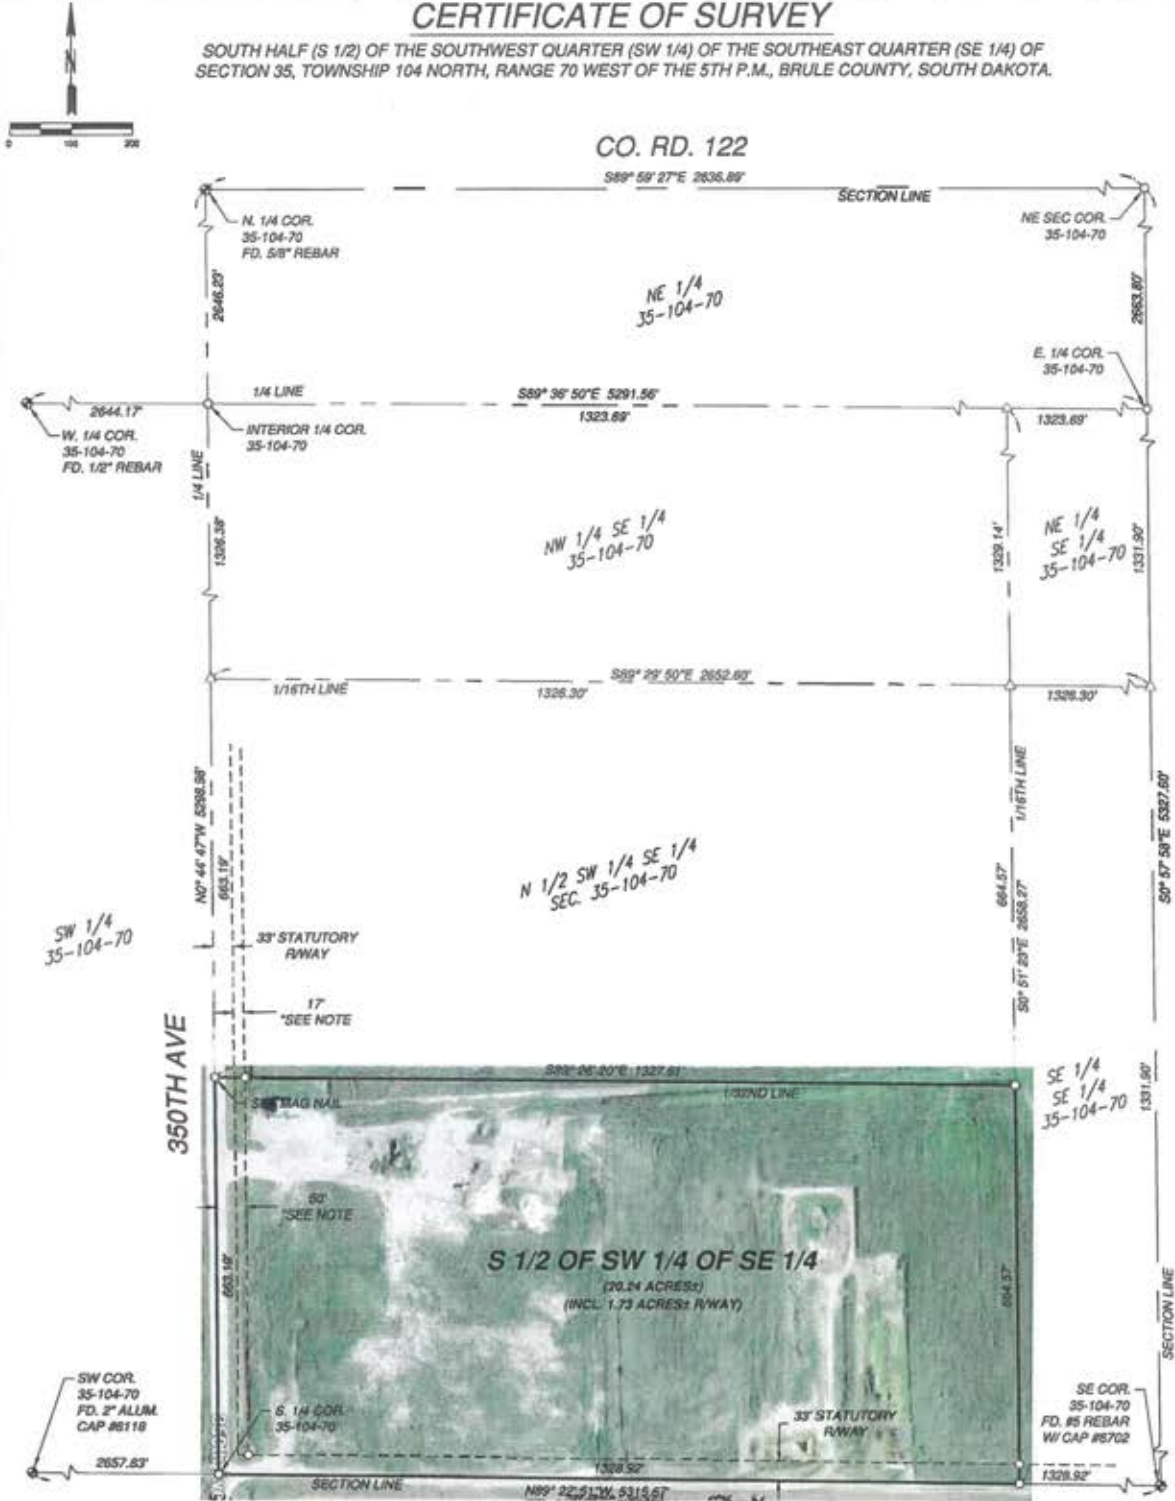 CERTIFICATE OF SURVEY
SOUTH HALF (S 1/2) OF THE SOUTHWEST QUARTER (SW 1/4) OF THE SOUTHEAST QUARTER (SE 1/4) OF
SECTION 35, TOWNSHIP 104 NORTH, RANGE 70 WEST OF THE 5TH P.M., BRULE COUNTY, SOUTH DAKOTA.
N
0 100 200
CO. RD. 122
S89° 59' 27"E 2636.89'
SECTION LINE
N. 1/4 COR.
35-104-70
FD. 5/8" REBAR
NE SEC COR.
35-104-70
2646.23'
NE 1/4
35-104-70
2663.80'
E. 1/4 COR.
35-104-70
1/4 LINE
S89° 36' 50"E 5291.56'
2644.17'
1323.69'
1323.69'
W. 1/4 COR.
35-104-70
FD. 1/2" REBAR
INTERIOR 1/4 COR.
35-104-70
1/4 LINE
1326.38'
NW 1/4 SE 1/4
35-104-70
1329.14'
NE 1/4
SE 1/4
35-104-70
1331.90'
S89° 29' 50"E 2652.60'
1/16TH LINE
1326.30'
1326.30'
N0° 44' 47"W 5298.98'
663.19'
1/16TH LINE
S0° 57' 58"E 5327.60'
N 1/2 SW 1/4 SE 1/4
SEC. 35-104-70
664.57'
S0° 51' 23"E 2658.27'
SW 1/4
35-104-70
33' STATUTORY
R/WAY
17'
*SEE NOTE
350TH AVE
S89° 26' 20"E 1327.61'
1/32ND LINE
SET MAG NAIL
SE 1/4
SE 1/4
35-104-70
1331.90'
50'
*SEE NOTE
S 1/2 OF SW 1/4 OF SE 1/4
(20.24 ACRES±)
(INCL. 1.73 ACRES± R/WAY)
663.19'
664.57'
SECTION LINE
SW COR.
35-104-70
FD. 2" ALUM.
CAP #6118
S. 1/4 COR.
35-104-70
33' STATUTORY
R/WAY
SE COR.
35-104-70
FD. #5 REBAR
W/ CAP #6702
2657.83'
SECTION LINE
1328.92'
1328.92'
N89° 22' 51"W 5315.67'